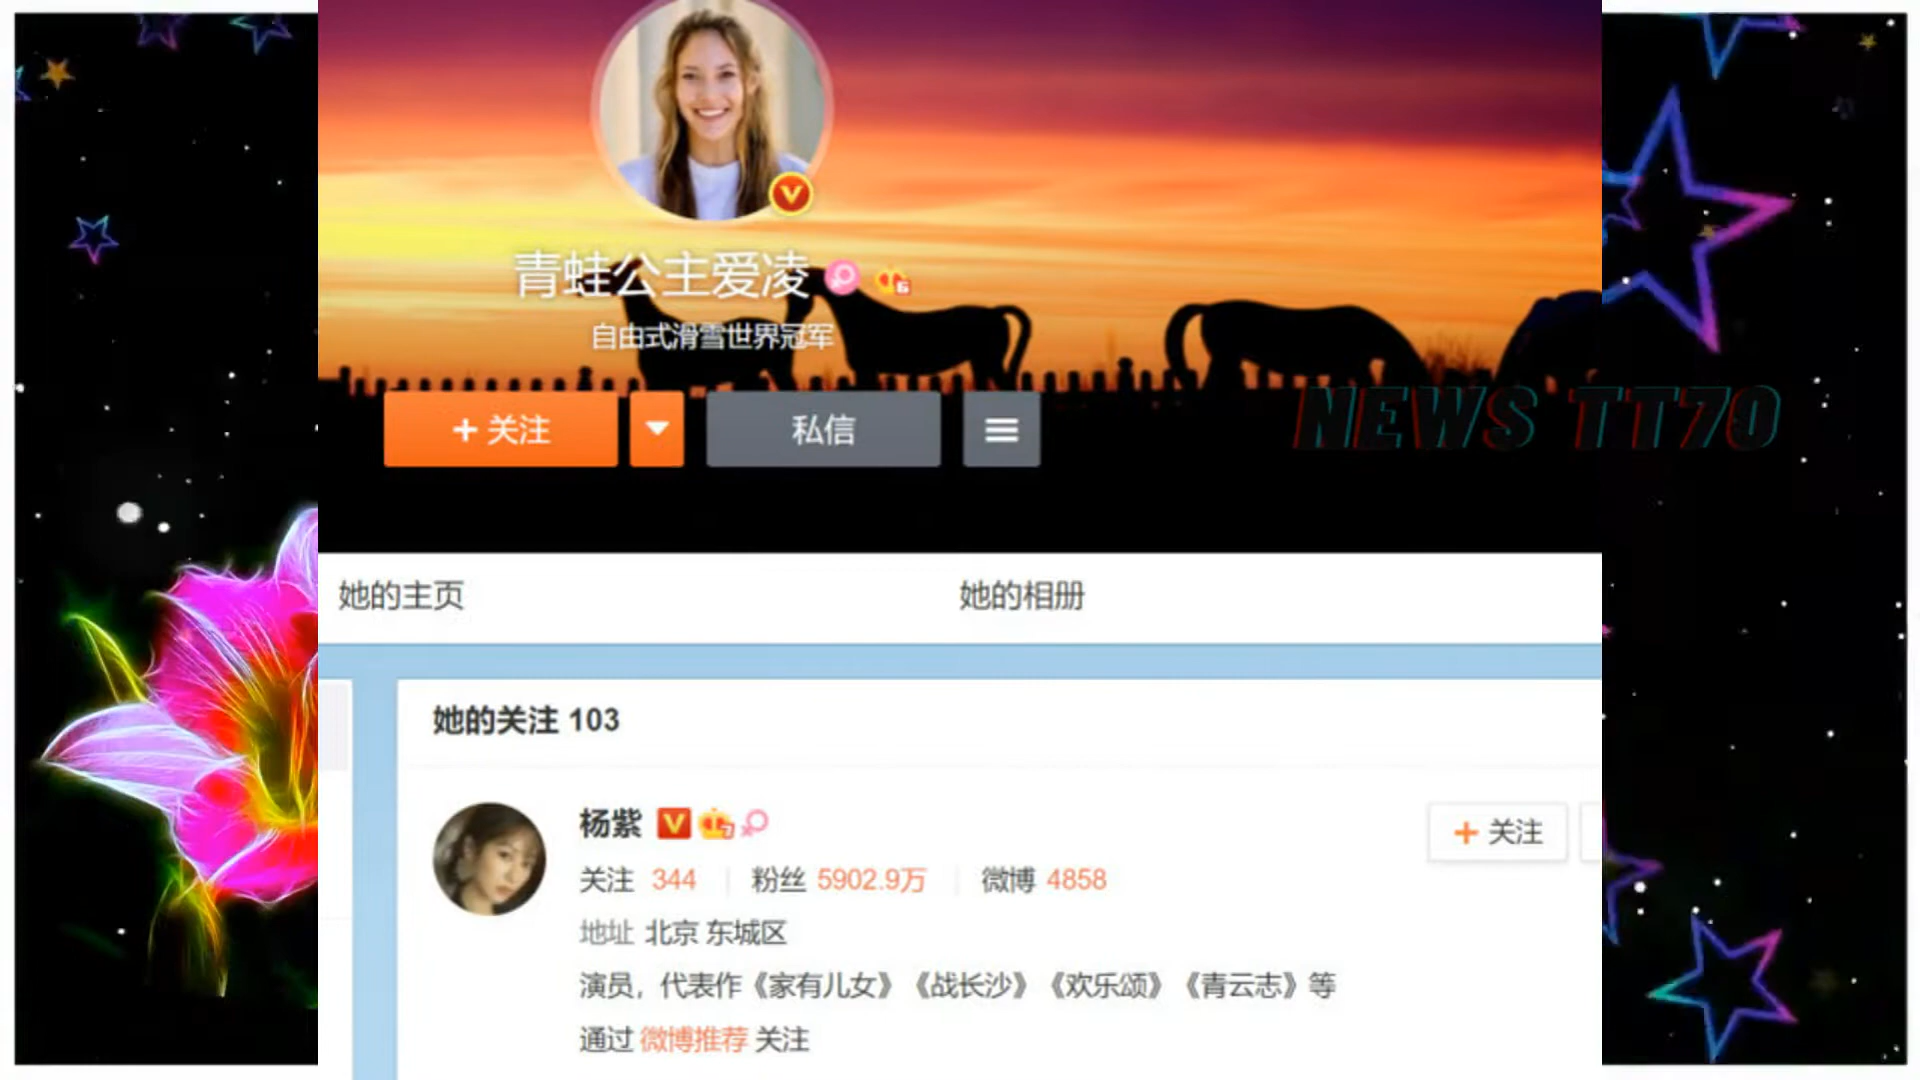 青蛙公主爱凌 6
自由式滑雪世界冠军
+ 关注
私信
NEWS TT70
她的主页
她的相册
她的关注 103
杨紫 V 7
+ 关注
关注 344 粉丝 5902.9万 微博 4858
地址 北京 东城区
演员，代表作《家有儿女》《战长沙》《欢乐颂》《青云志》等
通过 微博推荐 关注